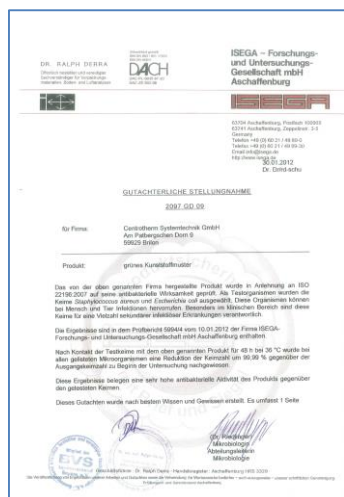 DR. RALPH DERRA
DACH
ISEGA – Forschungs-
und Untersuchungs-
Gesellschaft mbH
Aschaffenburg
ISEGA
63704 Aschaffenburg, Postfach 100565
63741 Aschaffenburg, Zeppelinstr. 3-5
Germany
30.01.2012
GUTACHTERLICHE STELLUNGNAHME
2097 GD 09
für Firma:
Centrotherm Systemtechnik GmbH
Am Patbergschen Dorn 9
59929 Brilon
Produkt:
grünes Kunststoffmuster
Das von der oben genannten Firma hergestellte Produkt wurde in Anlehnung an ISO
22196:2007 auf seine antibakterielle Wirksamkeit geprüft. Als Testorganismen wurden die
Keime Staphylococcus aureus und Escherichia coli ausgewählt. Diese Organismen können
bei Mensch und Tier Infektionen hervorrufen. Besonders im klinischen Bereich sind diese
Keime für eine Vielzahl sekundärer infektiöser Erkrankungen verantwortlich.
Die Ergebnisse sind in dem Prüfbericht 5994/4 vom 10.01.2012 der Firma ISEGA-
Forschungs- und Untersuchungs-Gesellschaft mbH Aschaffenburg enthalten.
Nach Kontakt der Testkeime mit dem oben genannten Produkt für 48 h bei 36 °C wurde bei
allen getesteten Mikroorganismen eine Reduktion der Keimzahl um 99,99 % gegenüber der
Ausgangskeimzahl zu Beginn der Untersuchung nachgewiesen.
Diese Ergebnisse belegen eine sehr hohe antibakterielle Aktivität des Produkts gegenüber
den getesteten Keimen.
Dieses Gutachten wurde nach bestem Wissen und Gewissen erstellt. Es umfasst 1 Seite
Mikrobiologe
Abteilungsleiter
Mikrobiologie
BVS